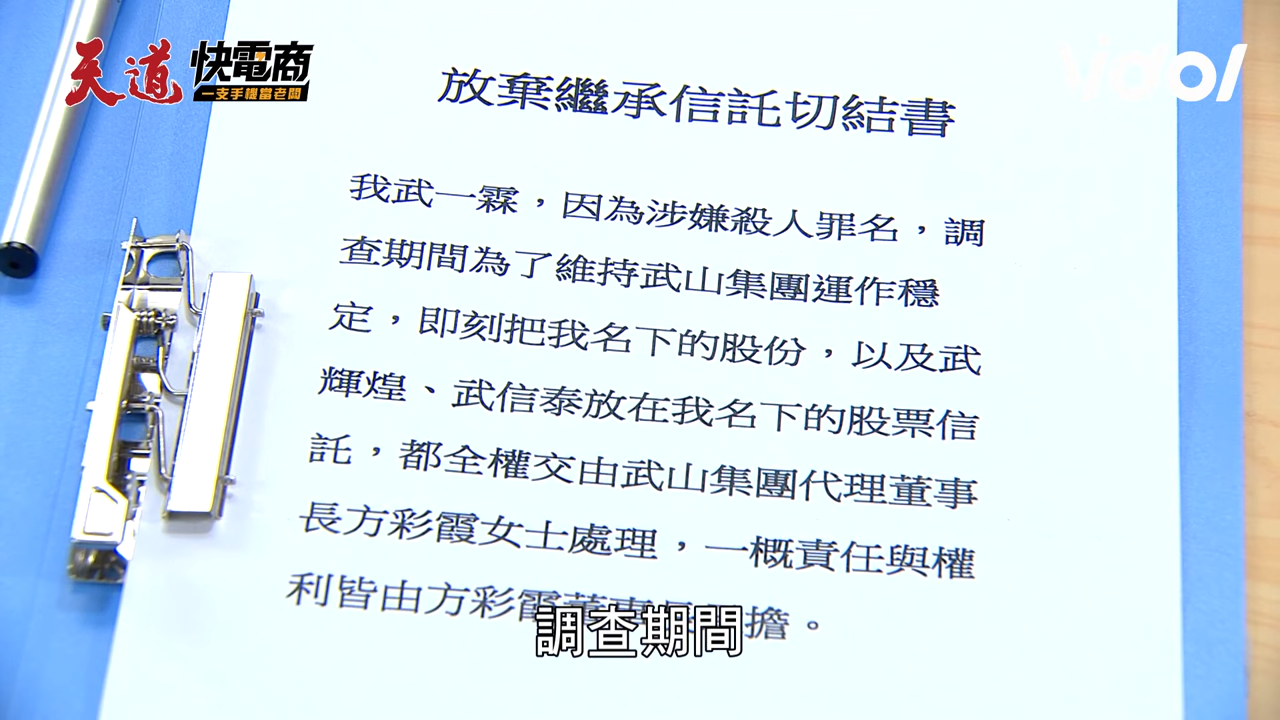 天道
快電商
一支手機當老闆
vidol
放棄繼承信託切結書
我武一霖，因為涉嫌殺人罪名，調
查期間為了維持武山集團運作穩
定，即刻把我名下的股份，以及武
輝煌、武信泰放在我名下的股票信
託，都全權交由武山集團代理董事
長方彩霞女士處理，一概責任與權
利皆由方彩霞董事長 擔。
調查期間